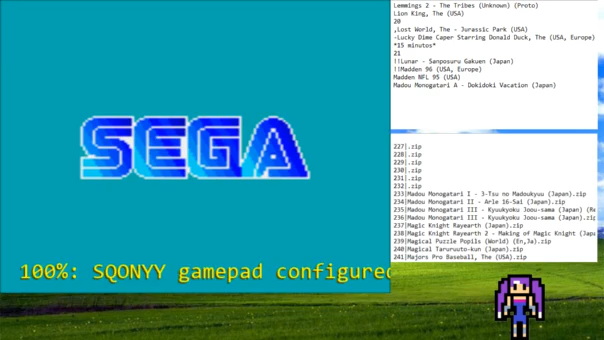 SEGA
100%: SQONYY gamepad configured
Lemmings 2 - The Tribes (Unknown) (Proto)
Lion King, The (USA)
20
,Lost World, The - Jurassic Park (USA)
-Lucky Dime Caper Starring Donald Duck, The (USA, Europe)
*15 minutos*
21
!!Lunar - Sanposuru Gakuen (Japan)
!!Madden 96 (USA, Europe)
Madden NFL 95 (USA)
Madou Monogatari A - Dokidoki Vacation (Japan)
227|.zip
228|.zip
229|.zip
230|.zip
231|.zip
232|.zip
233|Madou Monogatari I - 3-Tsu no Madoukyuu (Japan).zip
234|Madou Monogatari II - Arle 16-Sai (Japan).zip
235|Madou Monogatari III - Kyuukyoku Joou-sama (Japan) (Re
236|Madou Monogatari III - Kyuukyoku Joou-sama (Japan).zip
237|Magic Knight Rayearth (Japan).zip
238|Magic Knight Rayearth 2 - Making of Magic Knight (Japa
239|Magical Puzzle Popils (World) (En,Ja).zip
240|Magical Taruruuto-kun (Japan).zip
241|Majors Pro Baseball, The (USA).zip